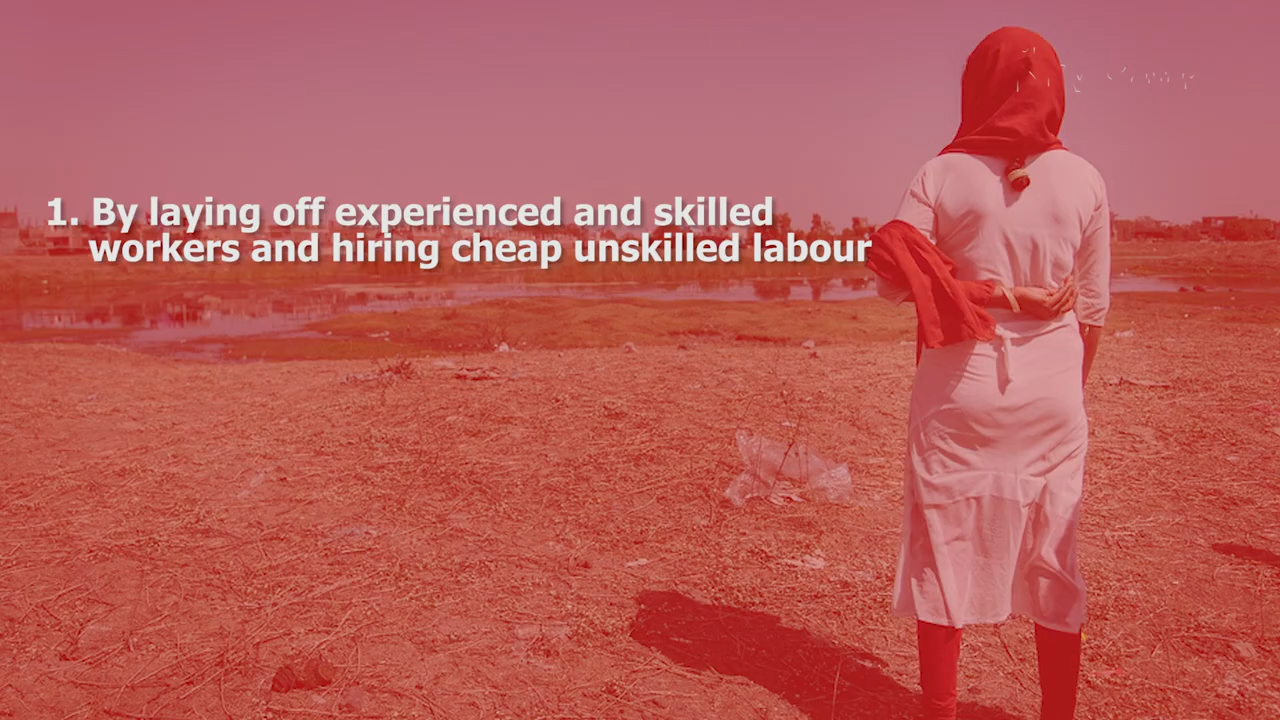 1. By laying off experienced and skilled
workers and hiring cheap unskilled labour